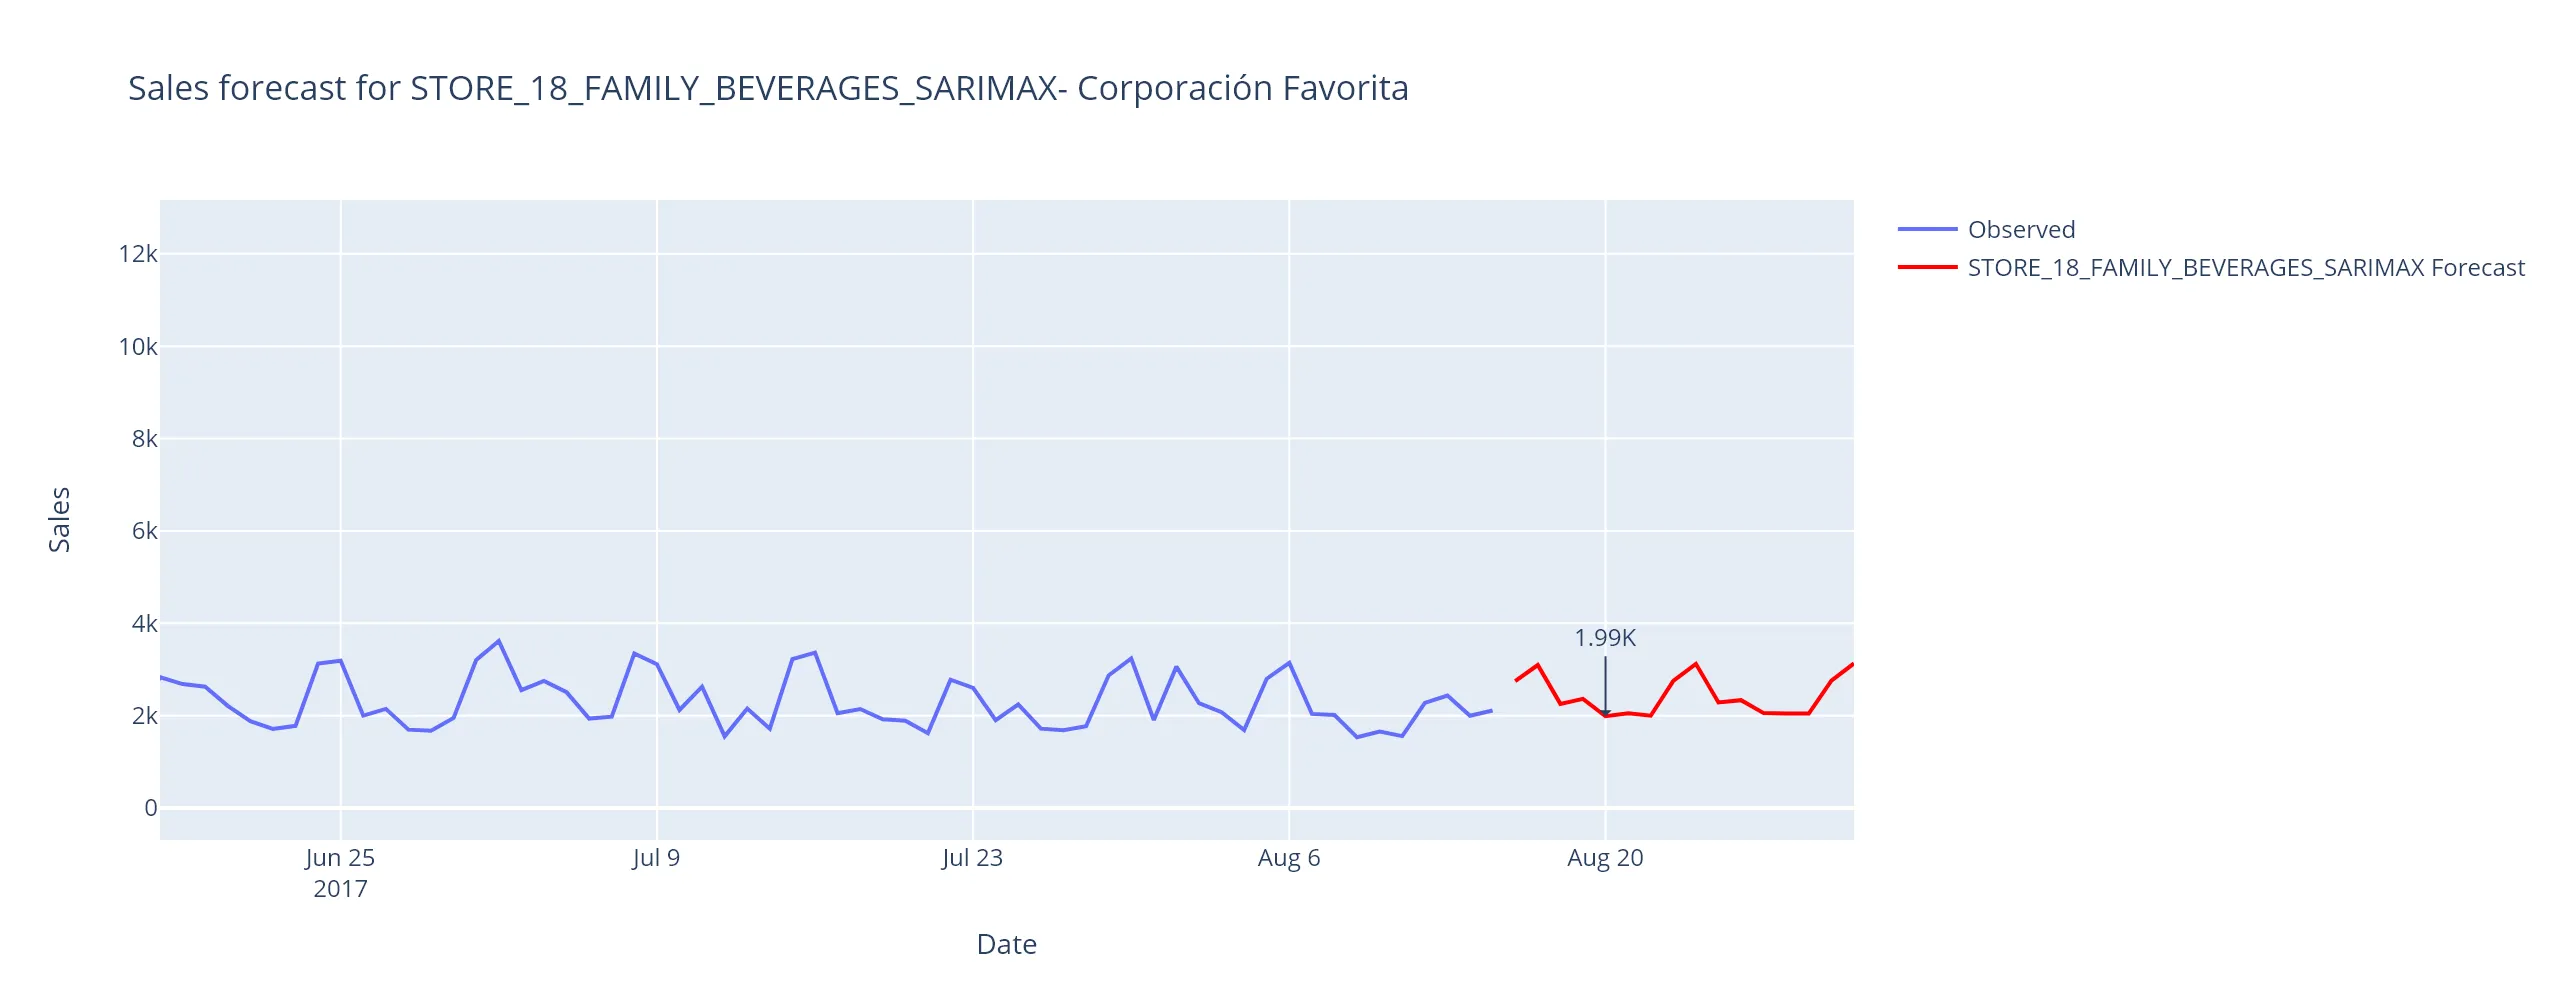 Sales forecast for STORE_18_FAMILY_BEVERAGES_SARIMAX- Corporación Favorita
Observed
STORE_18_FAMILY_BEVERAGES_SARIMAX Forecast
12k
10k
8k
6k
4k
2k
0
Sales
1.99K
Jun 25
2017
Jul 9
Jul 23
Aug 6
Aug 20
Date